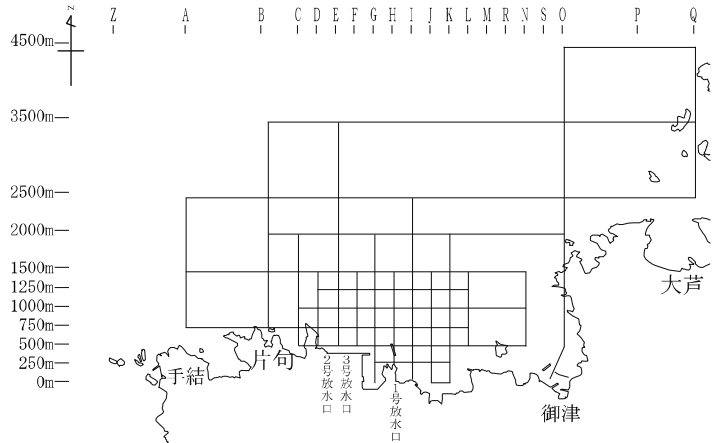 N
Z A B C D E F G H I J K L M R N S O P Q
4500m
3500m
2500m
2000m
1500m
1250m
1000m
750m
500m
250m
0m
大芦
手結
片句
2号放水口
3号放水口
1号放水口
御津